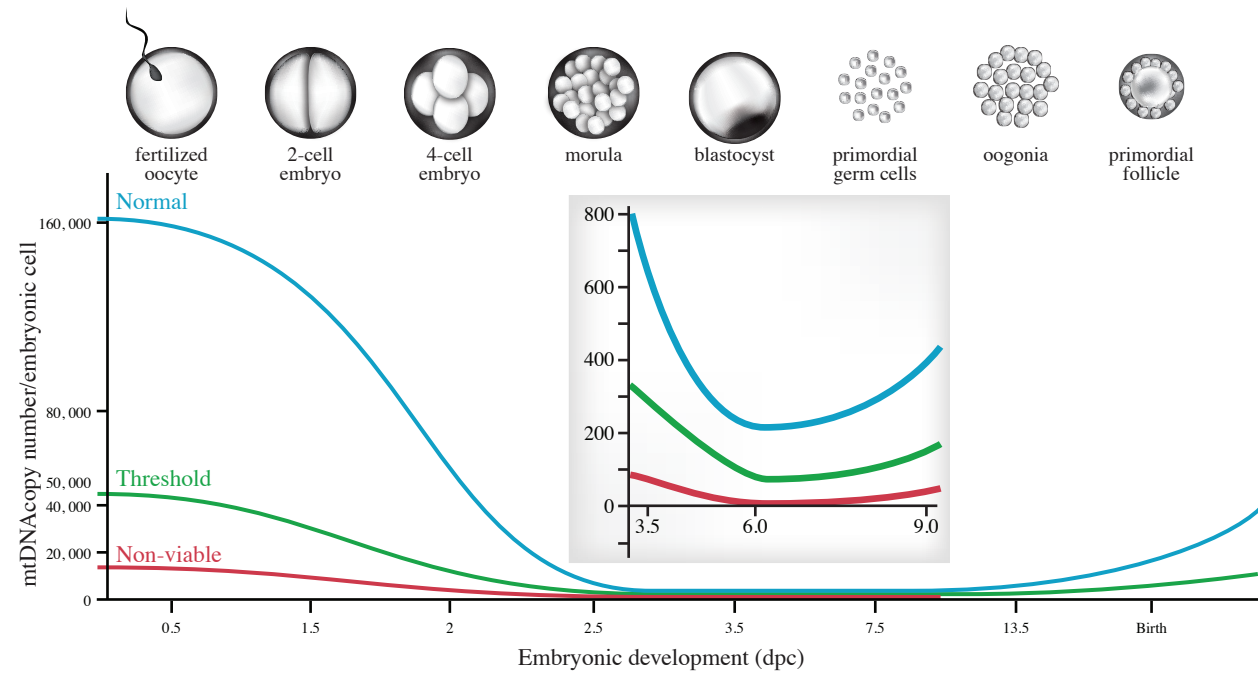 fertilized
oocyte
2-cell
embryo
4-cell
embryo
morula
blastocyst
primordial
germ cells
oogonia
primordial
follicle
Normal
Threshold
Non-viable
mtDNAcopy number/embryonic cell
160, 000
80, 000
50, 000
40, 000
20, 000
0
800
600
400
200
0
3.5 6.0 9.0
0.5 1.5 2 2.5 3.5 7.5 13.5 Birth
Embryonic development (dpc)